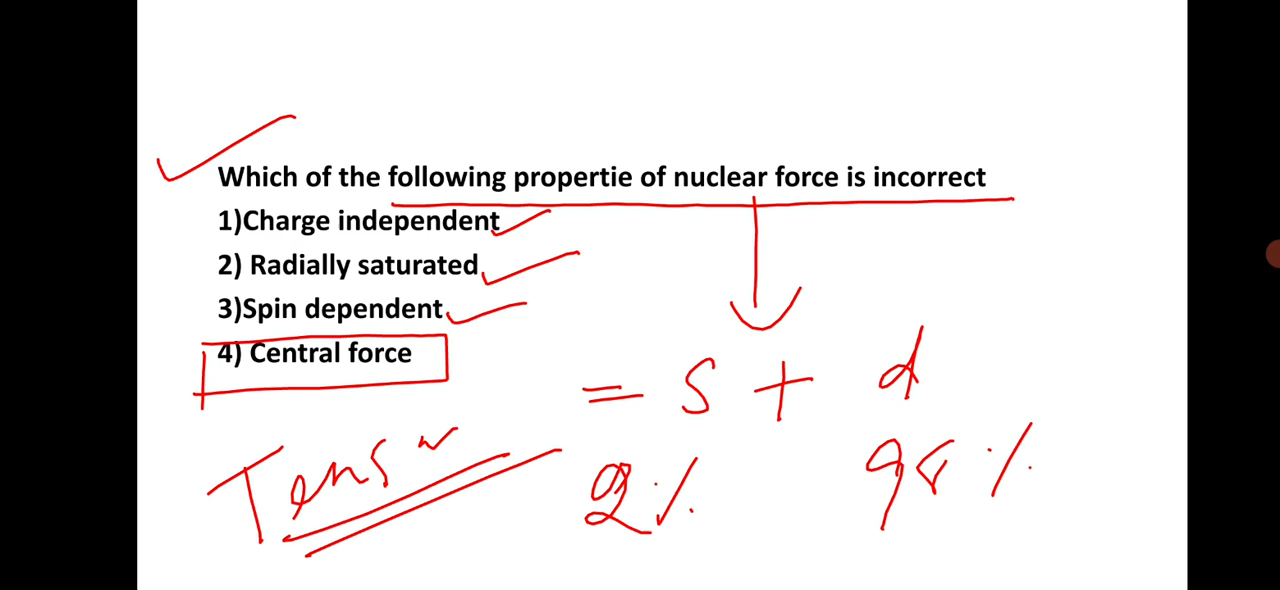 Which of the following propertie of nuclear force is incorrect
1)Charge independent
2) Radially saturated
3)Spin dependent
4) Central force
= S + d
Tensr
2% 98%